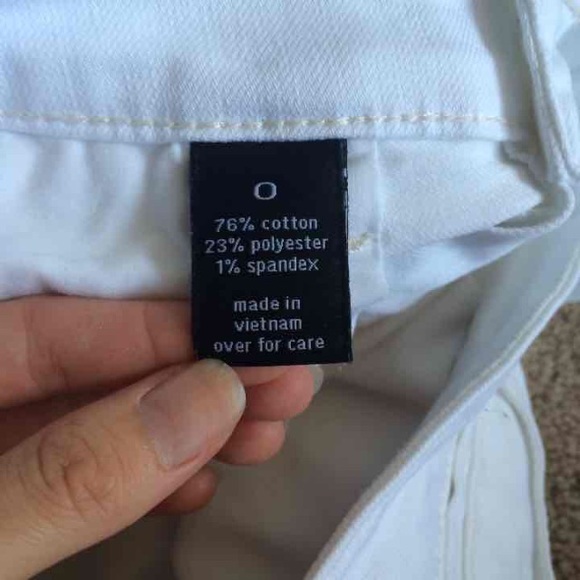 0
76% cotton
23% polyester
1% spandex
made in
vietnam
over for care